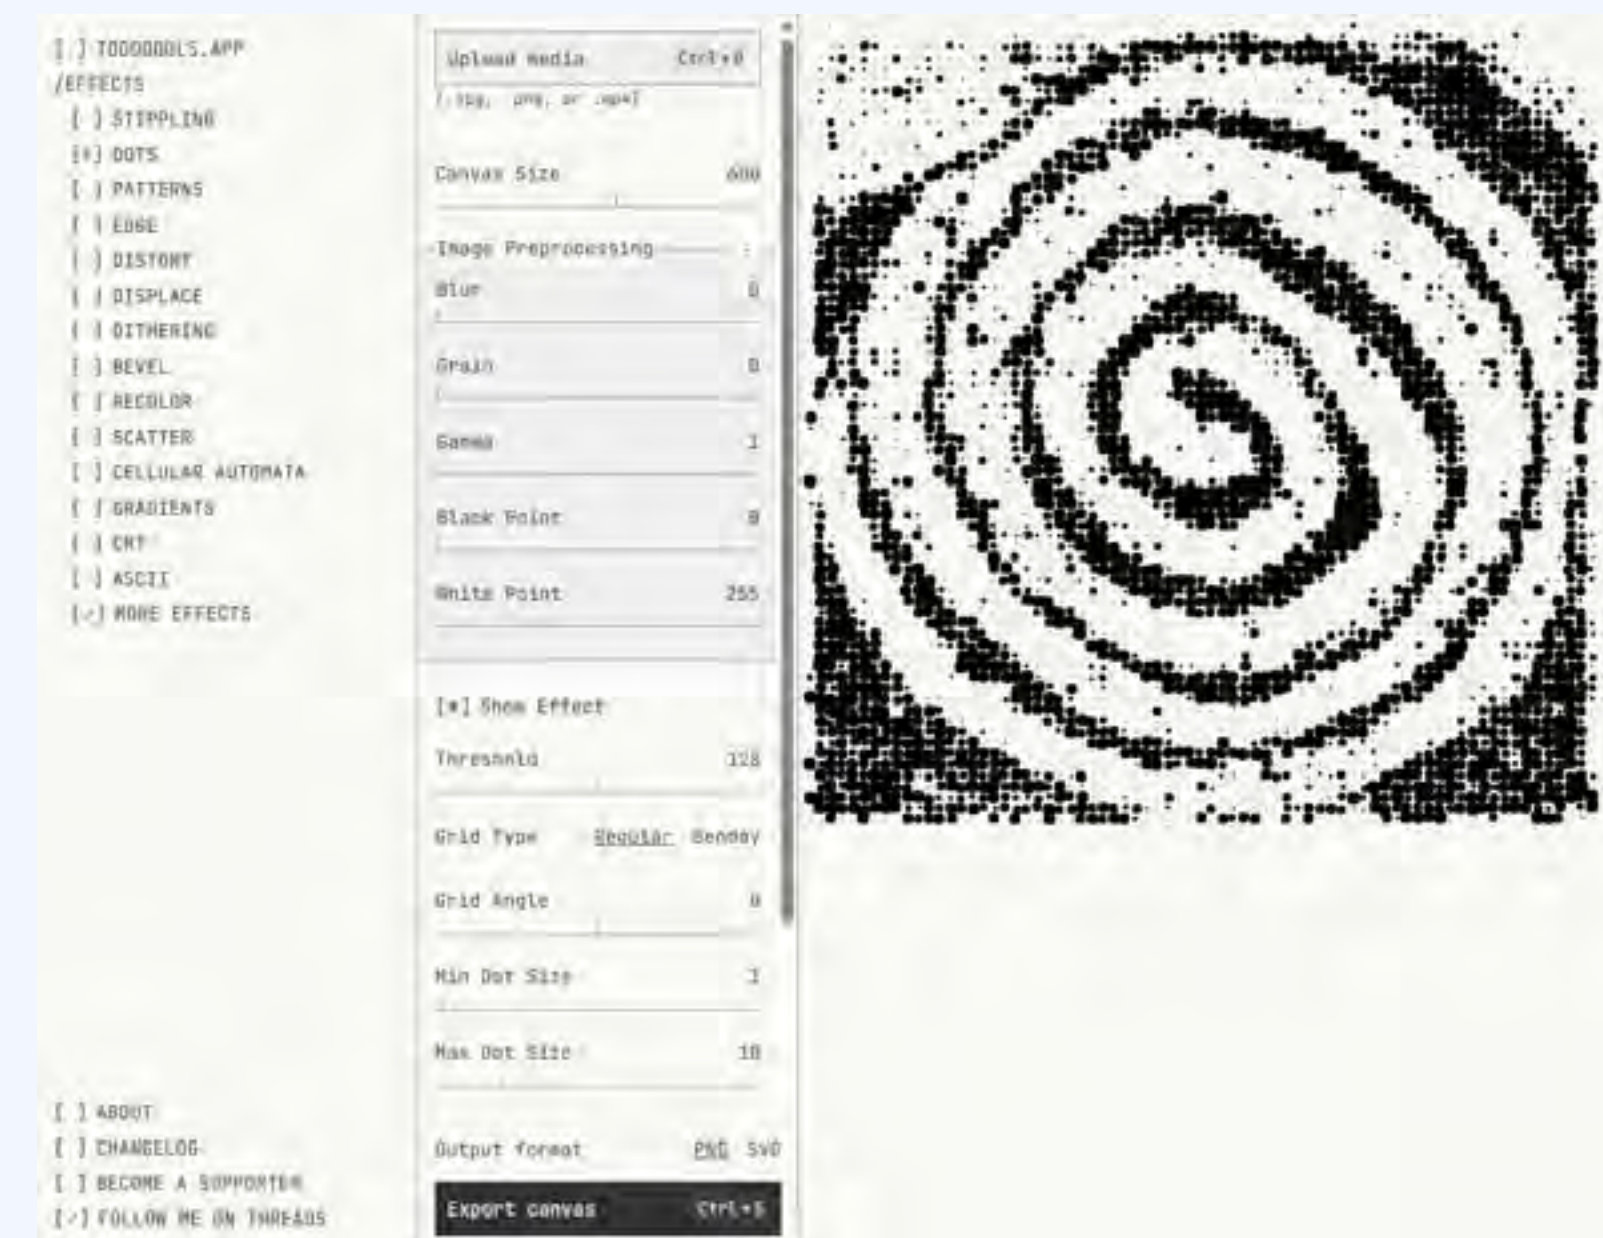 [ ] TOOOOOOLS.APP
/EFFECTS
[ ] STIPPLING
[*] DOTS
[ ] PATTERNS
[ ] EDGE
[ ] DISTORT
[ ] DISPLACE
[ ] DITHERING
[ ] BEVEL
[ ] RECOLOR
[ ] SCATTER
[ ] CELLULAR AUTOMATA
[ ] GRADIENTS
[ ] CRT
[ ] ASCII
[↗] MORE EFFECTS
[ ] ABOUT
[ ] CHANGELOG
[ ] BECOME A SUPPORTER
[↗] FOLLOW ME ON THREADS
Upload media Ctrl+O
(.jpg, .png, or .mp4)
Canvas Size 600
Image Preprocessing
Blur 0
Grain 0
Gamma 1
Black Point 0
White Point 255
[*] Show Effect
Threshold 128
Grid Type Regular Benday
Grid Angle 0
Min Dot Size 1
Max Dot Size 10
Output format PNG SVG
Export canvas Ctrl+S